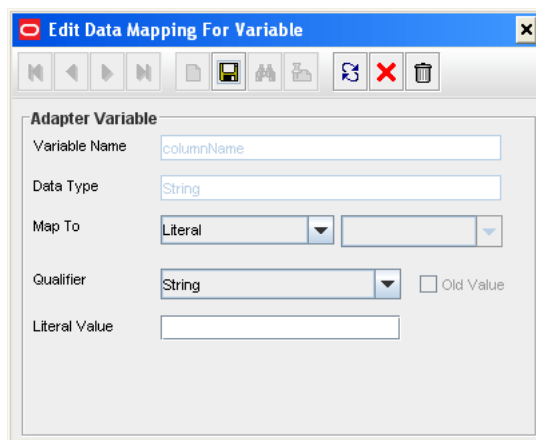 Edit Data Mapping For Variable
Adapter Variable
Variable Name columnName
Data Type String
Map To Literal
Qualifier String Old Value
Literal Value